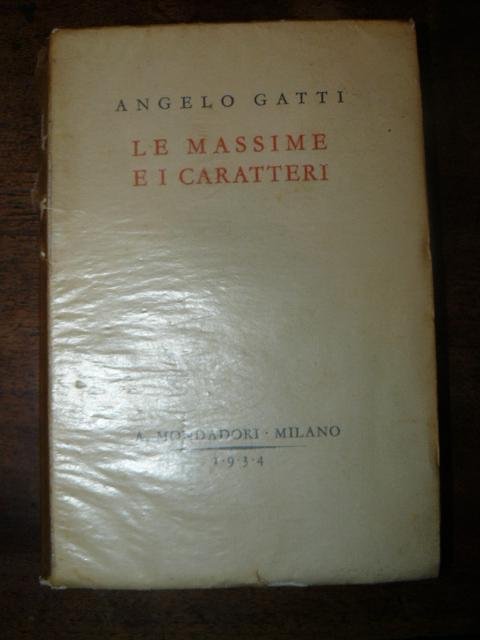 ANGELO GATTI
LE MASSIME
E I CARATTERI
A. MONDADORI · MILANO
1·9·3·4